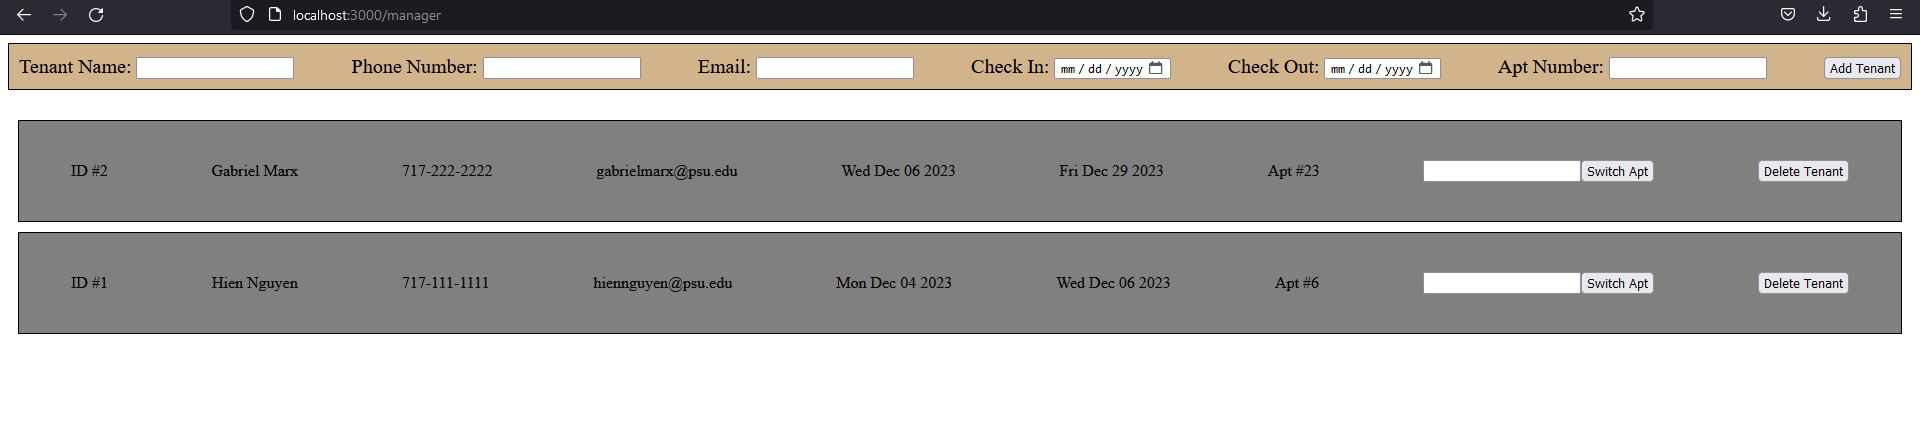 localhost:3000/manager
Tenant Name: Phone Number: Email: Check In: mm / dd / yyyy Check Out: mm / dd / yyyy Apt Number: Add Tenant
ID #2 Gabriel Marx 717-222-2222 gabrielmarx@psu.edu Wed Dec 06 2023 Fri Dec 29 2023 Apt #23 Switch Apt Delete Tenant
ID #1 Hien Nguyen 717-111-1111 hiennguyen@psu.edu Mon Dec 04 2023 Wed Dec 06 2023 Apt #6 Switch Apt Delete Tenant